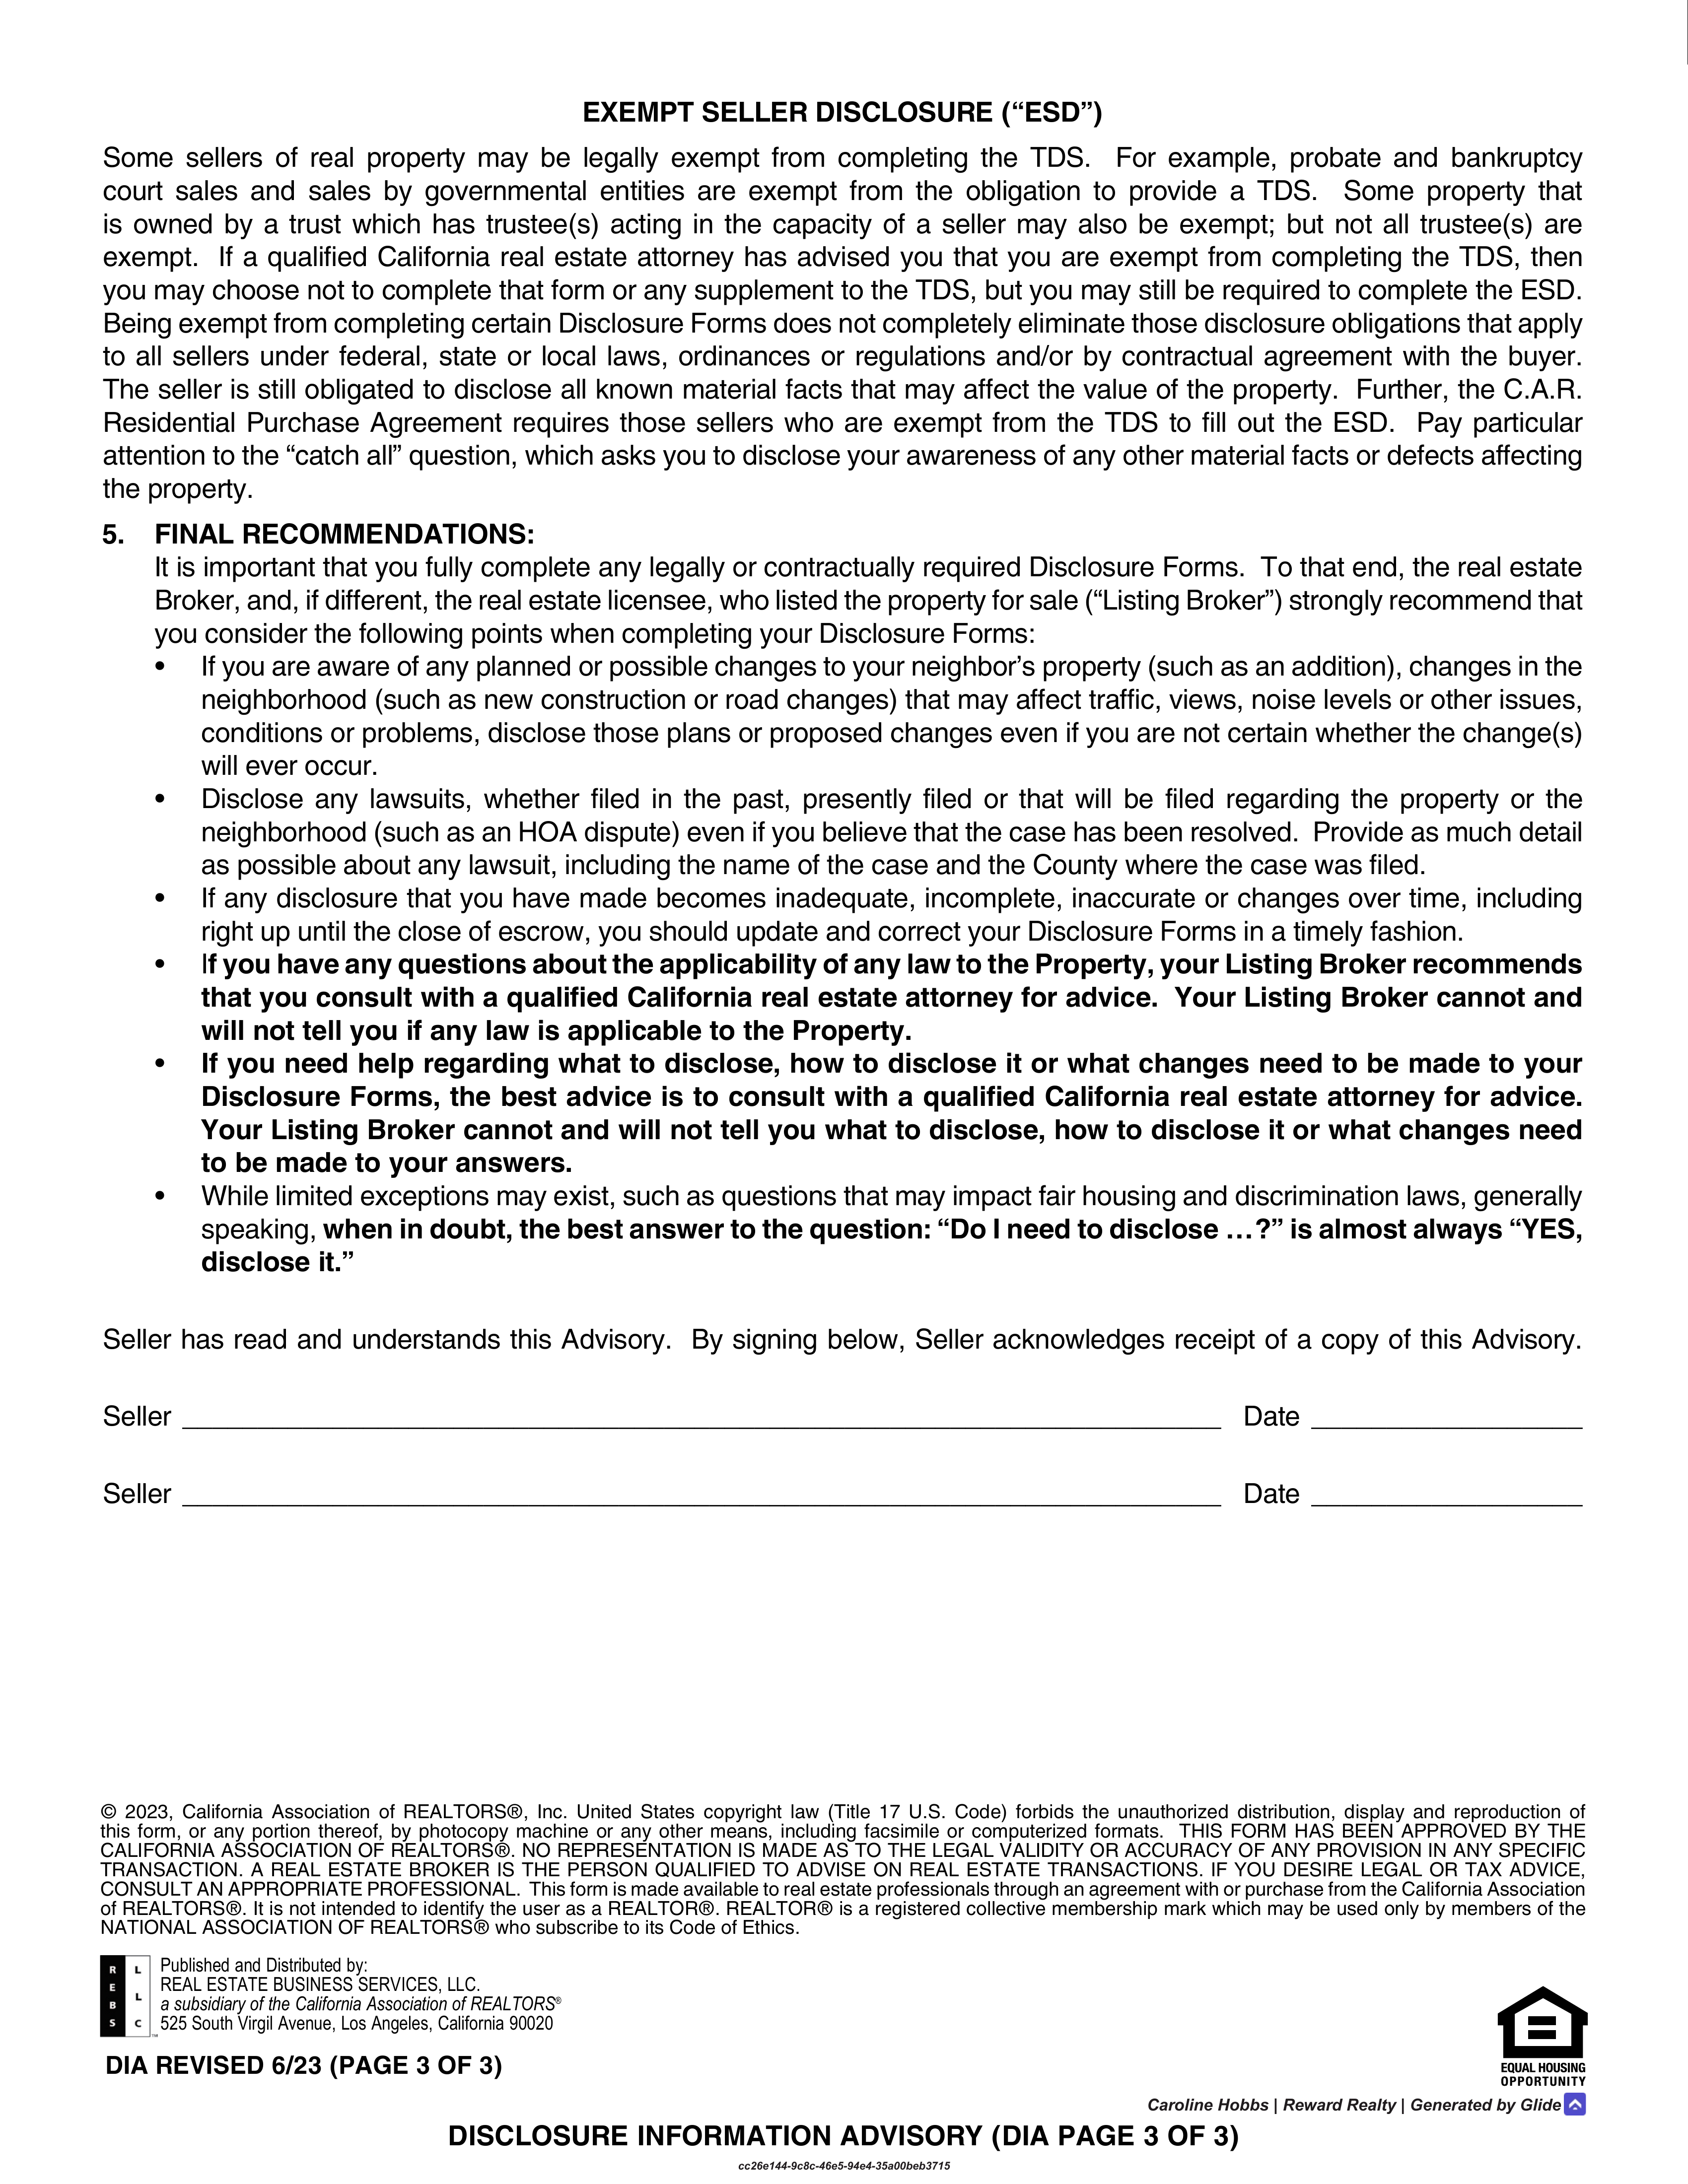 EXEMPT SELLER DISCLOSURE (“ESD”)
Some sellers of real property may be legally exempt from completing the TDS. For example, probate and bankruptcy
court sales and sales by governmental entities are exempt from the obligation to provide a TDS. Some property that
is owned by a trust which has trustee(s) acting in the capacity of a seller may also be exempt; but not all trustee(s) are
exempt. If a qualified California real estate attorney has advised you that you are exempt from completing the TDS, then
you may choose not to complete that form or any supplement to the TDS, but you may still be required to complete the ESD.
Being exempt from completing certain Disclosure Forms does not completely eliminate those disclosure obligations that apply
to all sellers under federal, state or local laws, ordinances or regulations and/or by contractual agreement with the buyer.
The seller is still obligated to disclose all known material facts that may affect the value of the property. Further, the C.A.R.
Residential Purchase Agreement requires those sellers who are exempt from the TDS to fill out the ESD. Pay particular
attention to the “catch all” question, which asks you to disclose your awareness of any other material facts or defects affecting
the property.
5. FINAL RECOMMENDATIONS:
It is important that you fully complete any legally or contractually required Disclosure Forms. To that end, the real estate
Broker, and, if different, the real estate licensee, who listed the property for sale (“Listing Broker”) strongly recommend that
you consider the following points when completing your Disclosure Forms:
• If you are aware of any planned or possible changes to your neighbor’s property (such as an addition), changes in the
neighborhood (such as new construction or road changes) that may affect traffic, views, noise levels or other issues,
conditions or problems, disclose those plans or proposed changes even if you are not certain whether the change(s)
will ever occur.
• Disclose any lawsuits, whether filed in the past, presently filed or that will be filed regarding the property or the
neighborhood (such as an HOA dispute) even if you believe that the case has been resolved. Provide as much detail
as possible about any lawsuit, including the name of the case and the County where the case was filed.
• If any disclosure that you have made becomes inadequate, incomplete, inaccurate or changes over time, including
right up until the close of escrow, you should update and correct your Disclosure Forms in a timely fashion.
• If you have any questions about the applicability of any law to the Property, your Listing Broker recommends
that you consult with a qualified California real estate attorney for advice. Your Listing Broker cannot and
will not tell you if any law is applicable to the Property.
• If you need help regarding what to disclose, how to disclose it or what changes need to be made to your
Disclosure Forms, the best advice is to consult with a qualified California real estate attorney for advice.
Your Listing Broker cannot and will not tell you what to disclose, how to disclose it or what changes need
to be made to your answers.
• While limited exceptions may exist, such as questions that may impact fair housing and discrimination laws, generally
speaking, when in doubt, the best answer to the question: “Do I need to disclose …?” is almost always “YES,
disclose it.”
Seller has read and understands this Advisory. By signing below, Seller acknowledges receipt of a copy of this Advisory.
Seller Date
Seller Date
© 2023, California Association of REALTORS®, Inc. United States copyright law (Title 17 U.S. Code) forbids the unauthorized distribution, display and reproduction of
this form, or any portion thereof, by photocopy machine or any other means, including facsimile or computerized formats. THIS FORM HAS BEEN APPROVED BY THE
CALIFORNIA ASSOCIATION OF REALTORS®. NO REPRESENTATION IS MADE AS TO THE LEGAL VALIDITY OR ACCURACY OF ANY PROVISION IN ANY SPECIFIC
TRANSACTION. A REAL ESTATE BROKER IS THE PERSON QUALIFIED TO ADVISE ON REAL ESTATE TRANSACTIONS. IF YOU DESIRE LEGAL OR TAX ADVICE,
CONSULT AN APPROPRIATE PROFESSIONAL. This form is made available to real estate professionals through an agreement with or purchase from the California Association
of REALTORS®. It is not intended to identify the user as a REALTOR®. REALTOR® is a registered collective membership mark which may be used only by members of the
NATIONAL ASSOCIATION OF REALTORS® who subscribe to its Code of Ethics.
REBS LLC ™
Published and Distributed by:
REAL ESTATE BUSINESS SERVICES, LLC.
a subsidiary of the California Association of REALTORS®
525 South Virgil Avenue, Los Angeles, California 90020
DIA REVISED 6/23 (PAGE 3 OF 3)
EQUAL HOUSING
OPPORTUNITY
Caroline Hobbs | Reward Realty | Generated by Glide
DISCLOSURE INFORMATION ADVISORY (DIA PAGE 3 OF 3)
cc26e144-9c8c-46e5-94e4-35a00beb3715